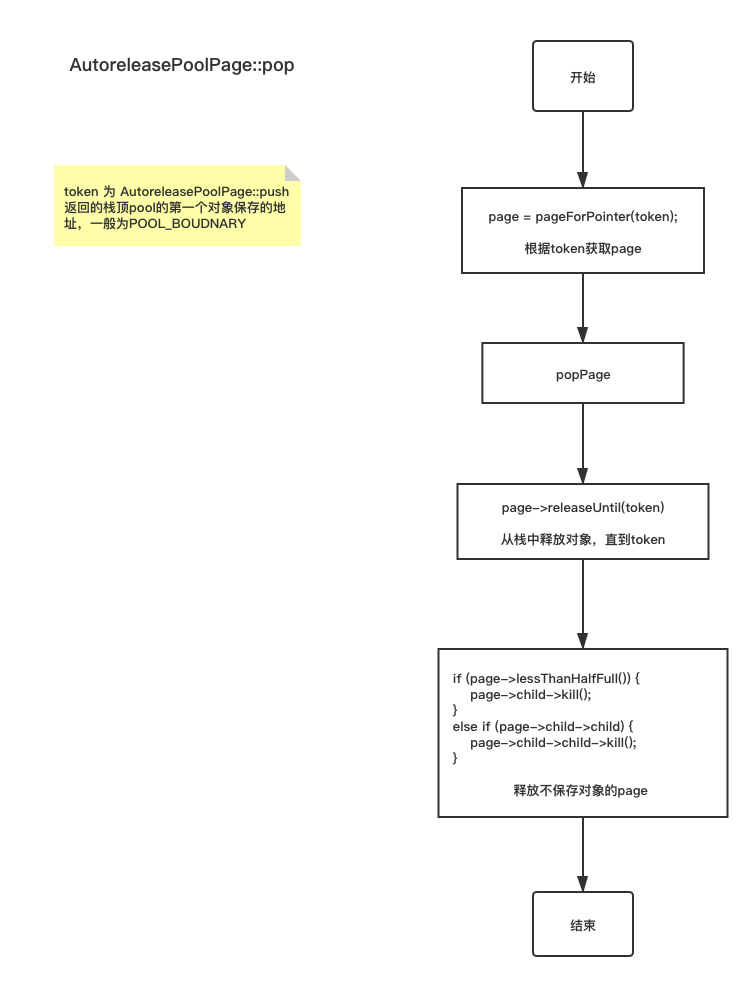 AutoreleasePoolPage::pop
token 为 AutoreleasePoolPage::push
返回的栈顶pool的第一个对象保存的地
址，一般为POOL_BOUDNARY
开始
page = pageForPointer(token);
根据token获取page
popPage
page->releaseUntil(token)
从栈中释放对象，直到token
if (page->lessThanHalfFull()) {
page->child->kill();
}
else if (page->child->child) {
page->child->child->kill();
}
释放不保存对象的page
结束